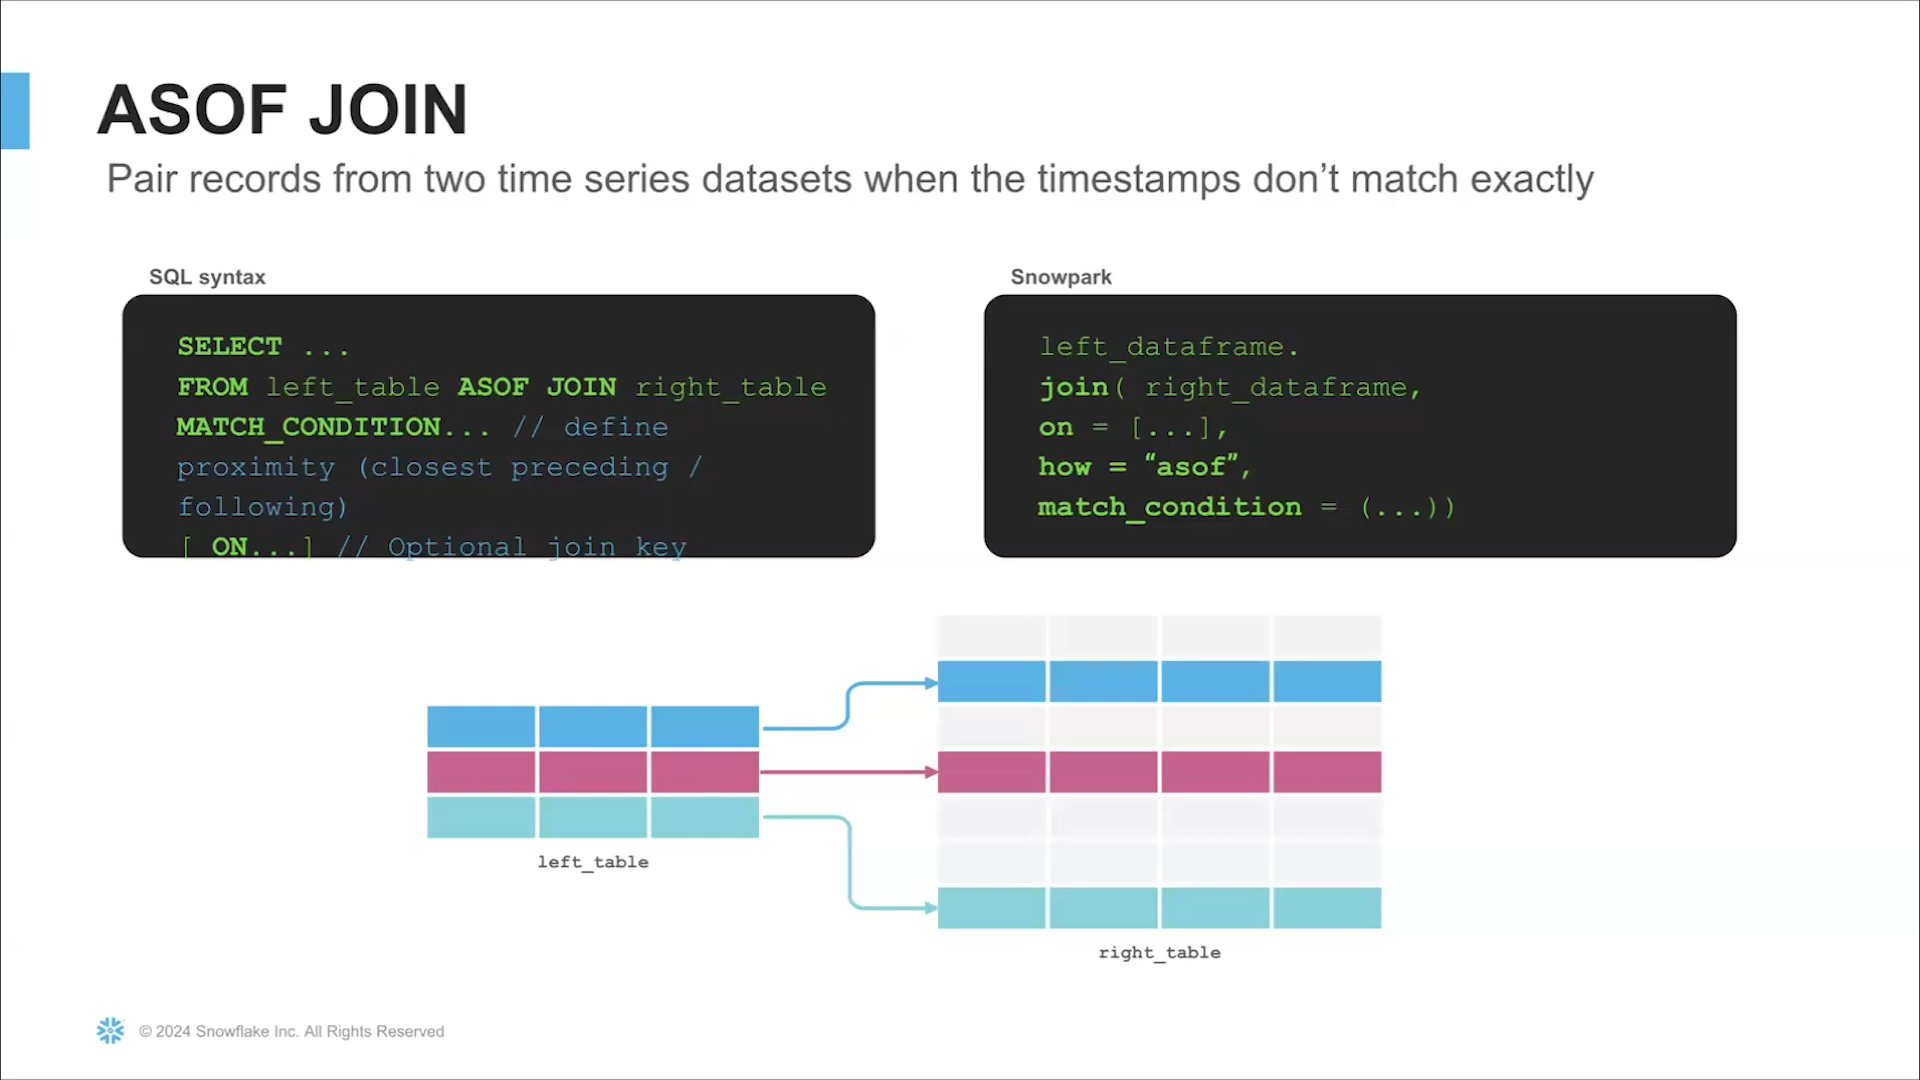 ASOF JOIN
Pair records from two time series datasets when the timestamps don’t match exactly
SQL syntax
SELECT ...
FROM left_table ASOF JOIN right_table
MATCH_CONDITION... // define
proximity (closest preceding /
following)
[ ON...] // Optional join key
Snowpark
left_dataframe.
join( right_dataframe,
on = [...],
how = “asof”,
match_condition = (...))
left_table
right_table
© 2024 Snowflake Inc. All Rights Reserved